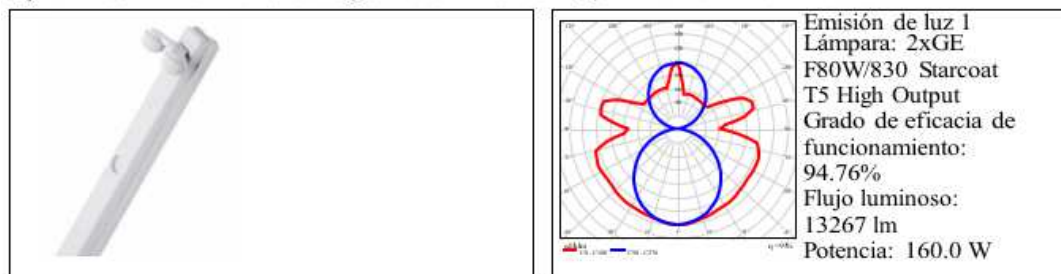 Emisión de luz 1
Lámpara: 2xGE
F80W/830 Starcoat
T5 High Output
Grado de eficacia de
funcionamiento:
94.76%
Flujo luminoso:
13267 lm
Potencia: 160.0 W